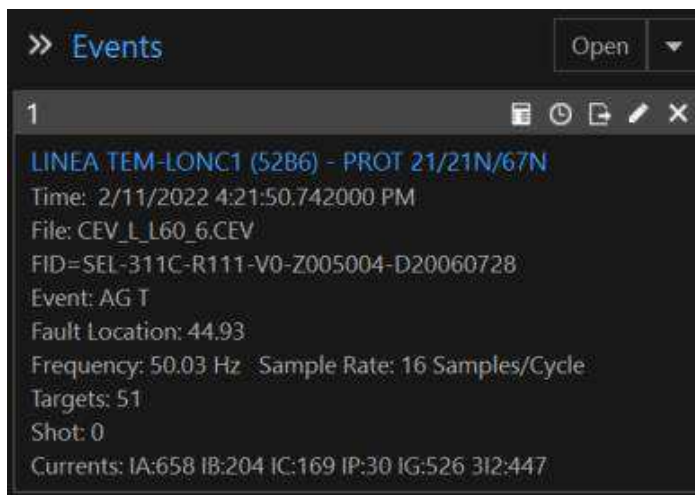 Events
Open
1
LINEA TEM-LONC1 (52B6) - PROT 21/21N/67N
Time: 2/11/2022 4:21:50.742000 PM
File: CEV_L_L60_6.CEV
FID=SEL-311C-R111-V0-Z005004-D20060728
Event: AG T
Fault Location: 44.93
Frequency: 50.03 Hz Sample Rate: 16 Samples/Cycle
Targets: 51
Shot: 0
Currents: IA:658 IB:204 IC:169 IP:30 IG:526 3I2:447